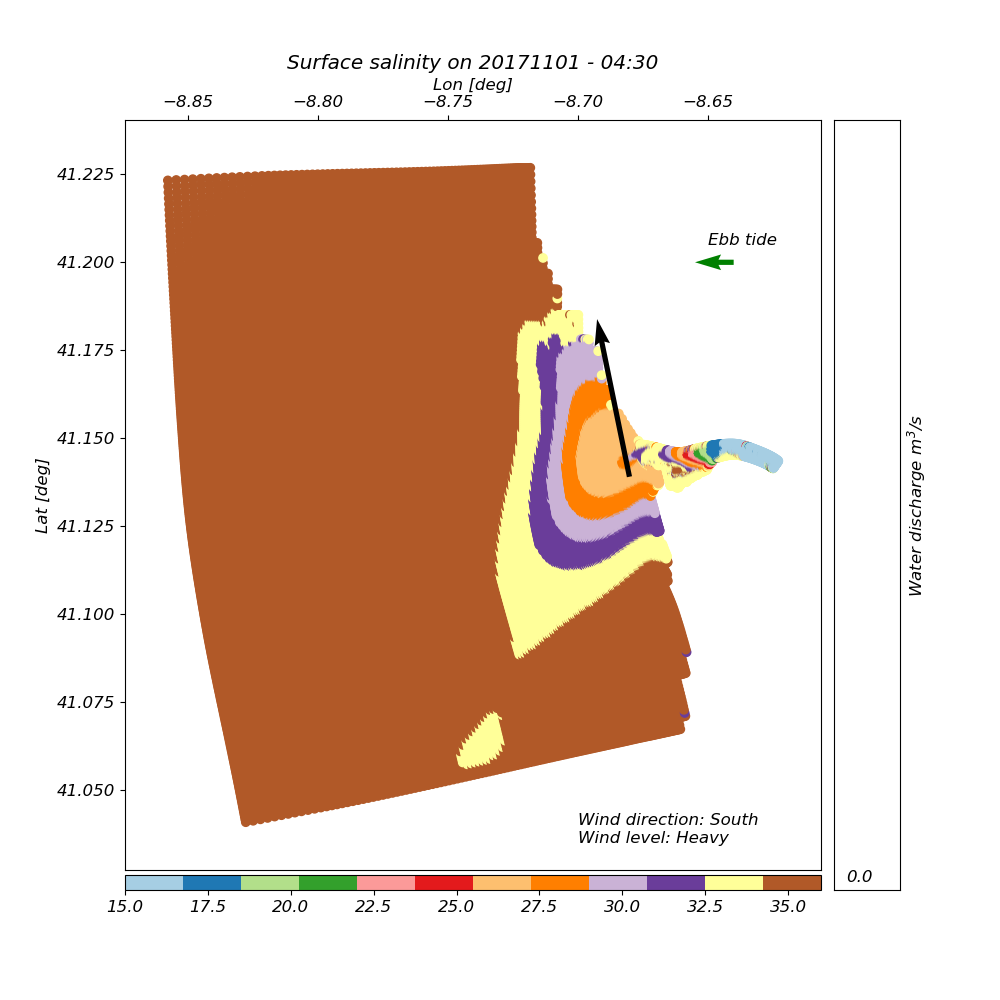 Surface salinity on 20171101 - 04:30
Lon [deg]
−8.85 −8.80 −8.75 −8.70 −8.65
41.225
41.200
41.175
41.150
41.125
41.100
41.075
41.050
Lat [deg]
Ebb tide
Wind direction: South
Wind level: Heavy
15.0 17.5 20.0 22.5 25.0 27.5 30.0 32.5 35.0
0.0
Water discharge m³/s